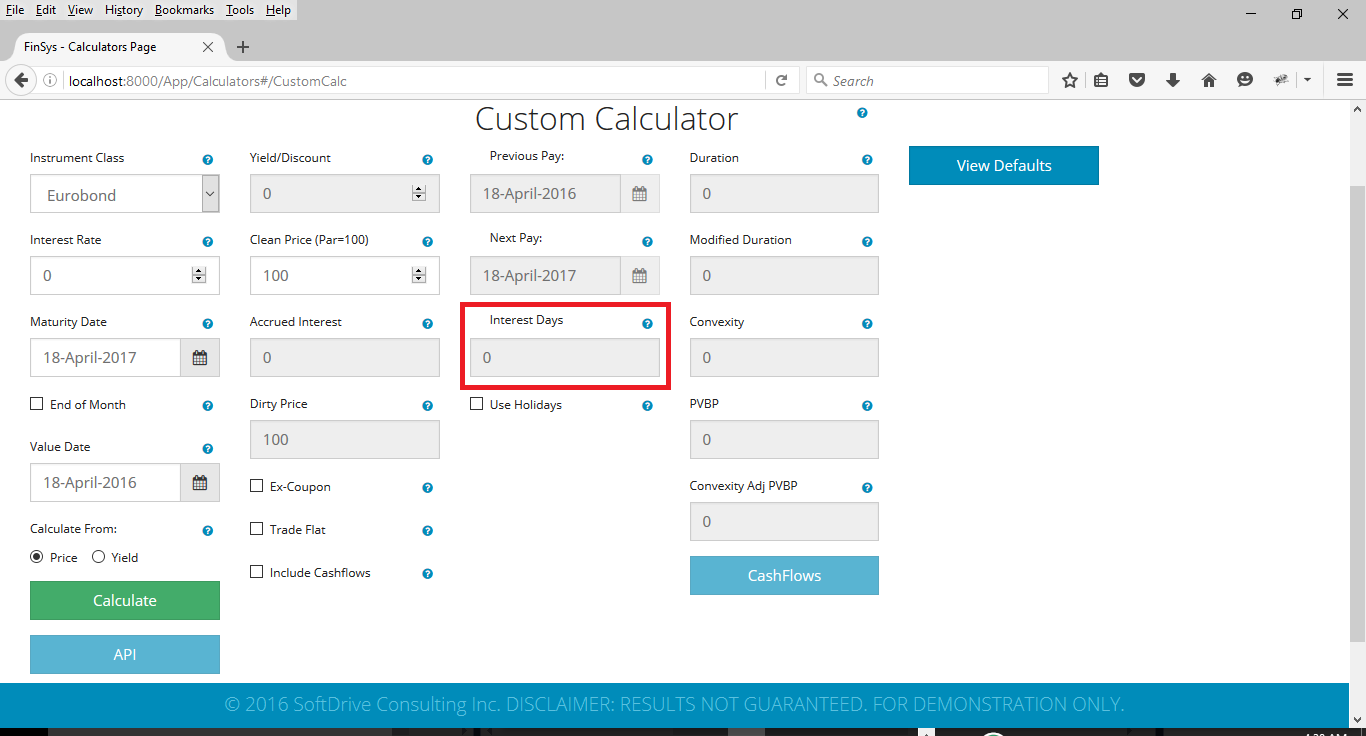 File Edit View History Bookmarks Tools Help
FinSys - Calculators Page
localhost:8000/App/Calculators#/CustomCalc
Search
Custom Calculator
Instrument Class
Eurobond
Interest Rate
0
Maturity Date
18-April-2017
End of Month
Value Date
18-April-2016
Calculate From:
Price Yield
Calculate
API
Yield/Discount
0
Clean Price (Par=100)
100
Accrued Interest
0
Dirty Price
100
Ex-Coupon
Trade Flat
Include Cashflows
Previous Pay:
18-April-2016
Next Pay:
18-April-2017
Interest Days
0
Use Holidays
Duration
0
Modified Duration
0
Convexity
0
PVBP
0
Convexity Adj PVBP
0
CashFlows
View Defaults
© 2016 SoftDrive Consulting Inc. DISCLAIMER: RESULTS NOT GUARANTEED. FOR DEMONSTRATION ONLY.